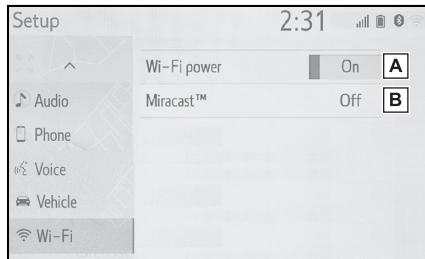 Setup
2:31
Wi-Fi power
On
A
Miracast™
Off
B
Audio
Phone
Voice
Vehicle
Wi-Fi